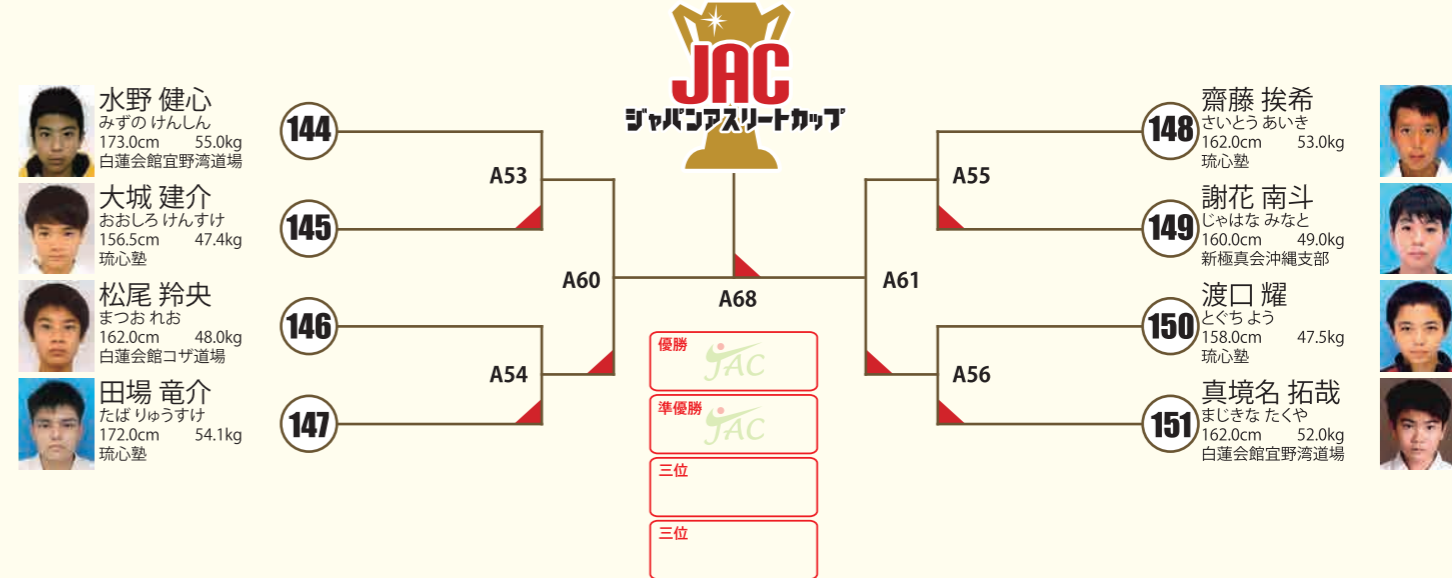 JAC
ジャパンアスリートカップ
水野 健心
みずの けんしん
173.0cm 55.0kg
白蓮会館宜野湾道場
144
大城 建介
おおしろ けんすけ
156.5cm 47.4kg
琉心塾
145
松尾 羚央
まつお れお
162.0cm 48.0kg
白蓮会館コザ道場
146
田場 竜介
たば りゅうすけ
172.0cm 54.1kg
琉心塾
147
A53
A54
A60
A68
A61
A55
A56
優勝
JAC
準優勝
JAC
三位
三位
148
齋藤 挨希
さいとう あいき
162.0cm 53.0kg
琉心塾
149
謝花 南斗
じゃはな みなと
160.0cm 49.0kg
新極真会沖縄支部
150
渡口 耀
とぐち よう
158.0cm 47.5kg
琉心塾
151
真境名 拓哉
まじきな たくや
162.0cm 52.0kg
白蓮会館宜野湾道場